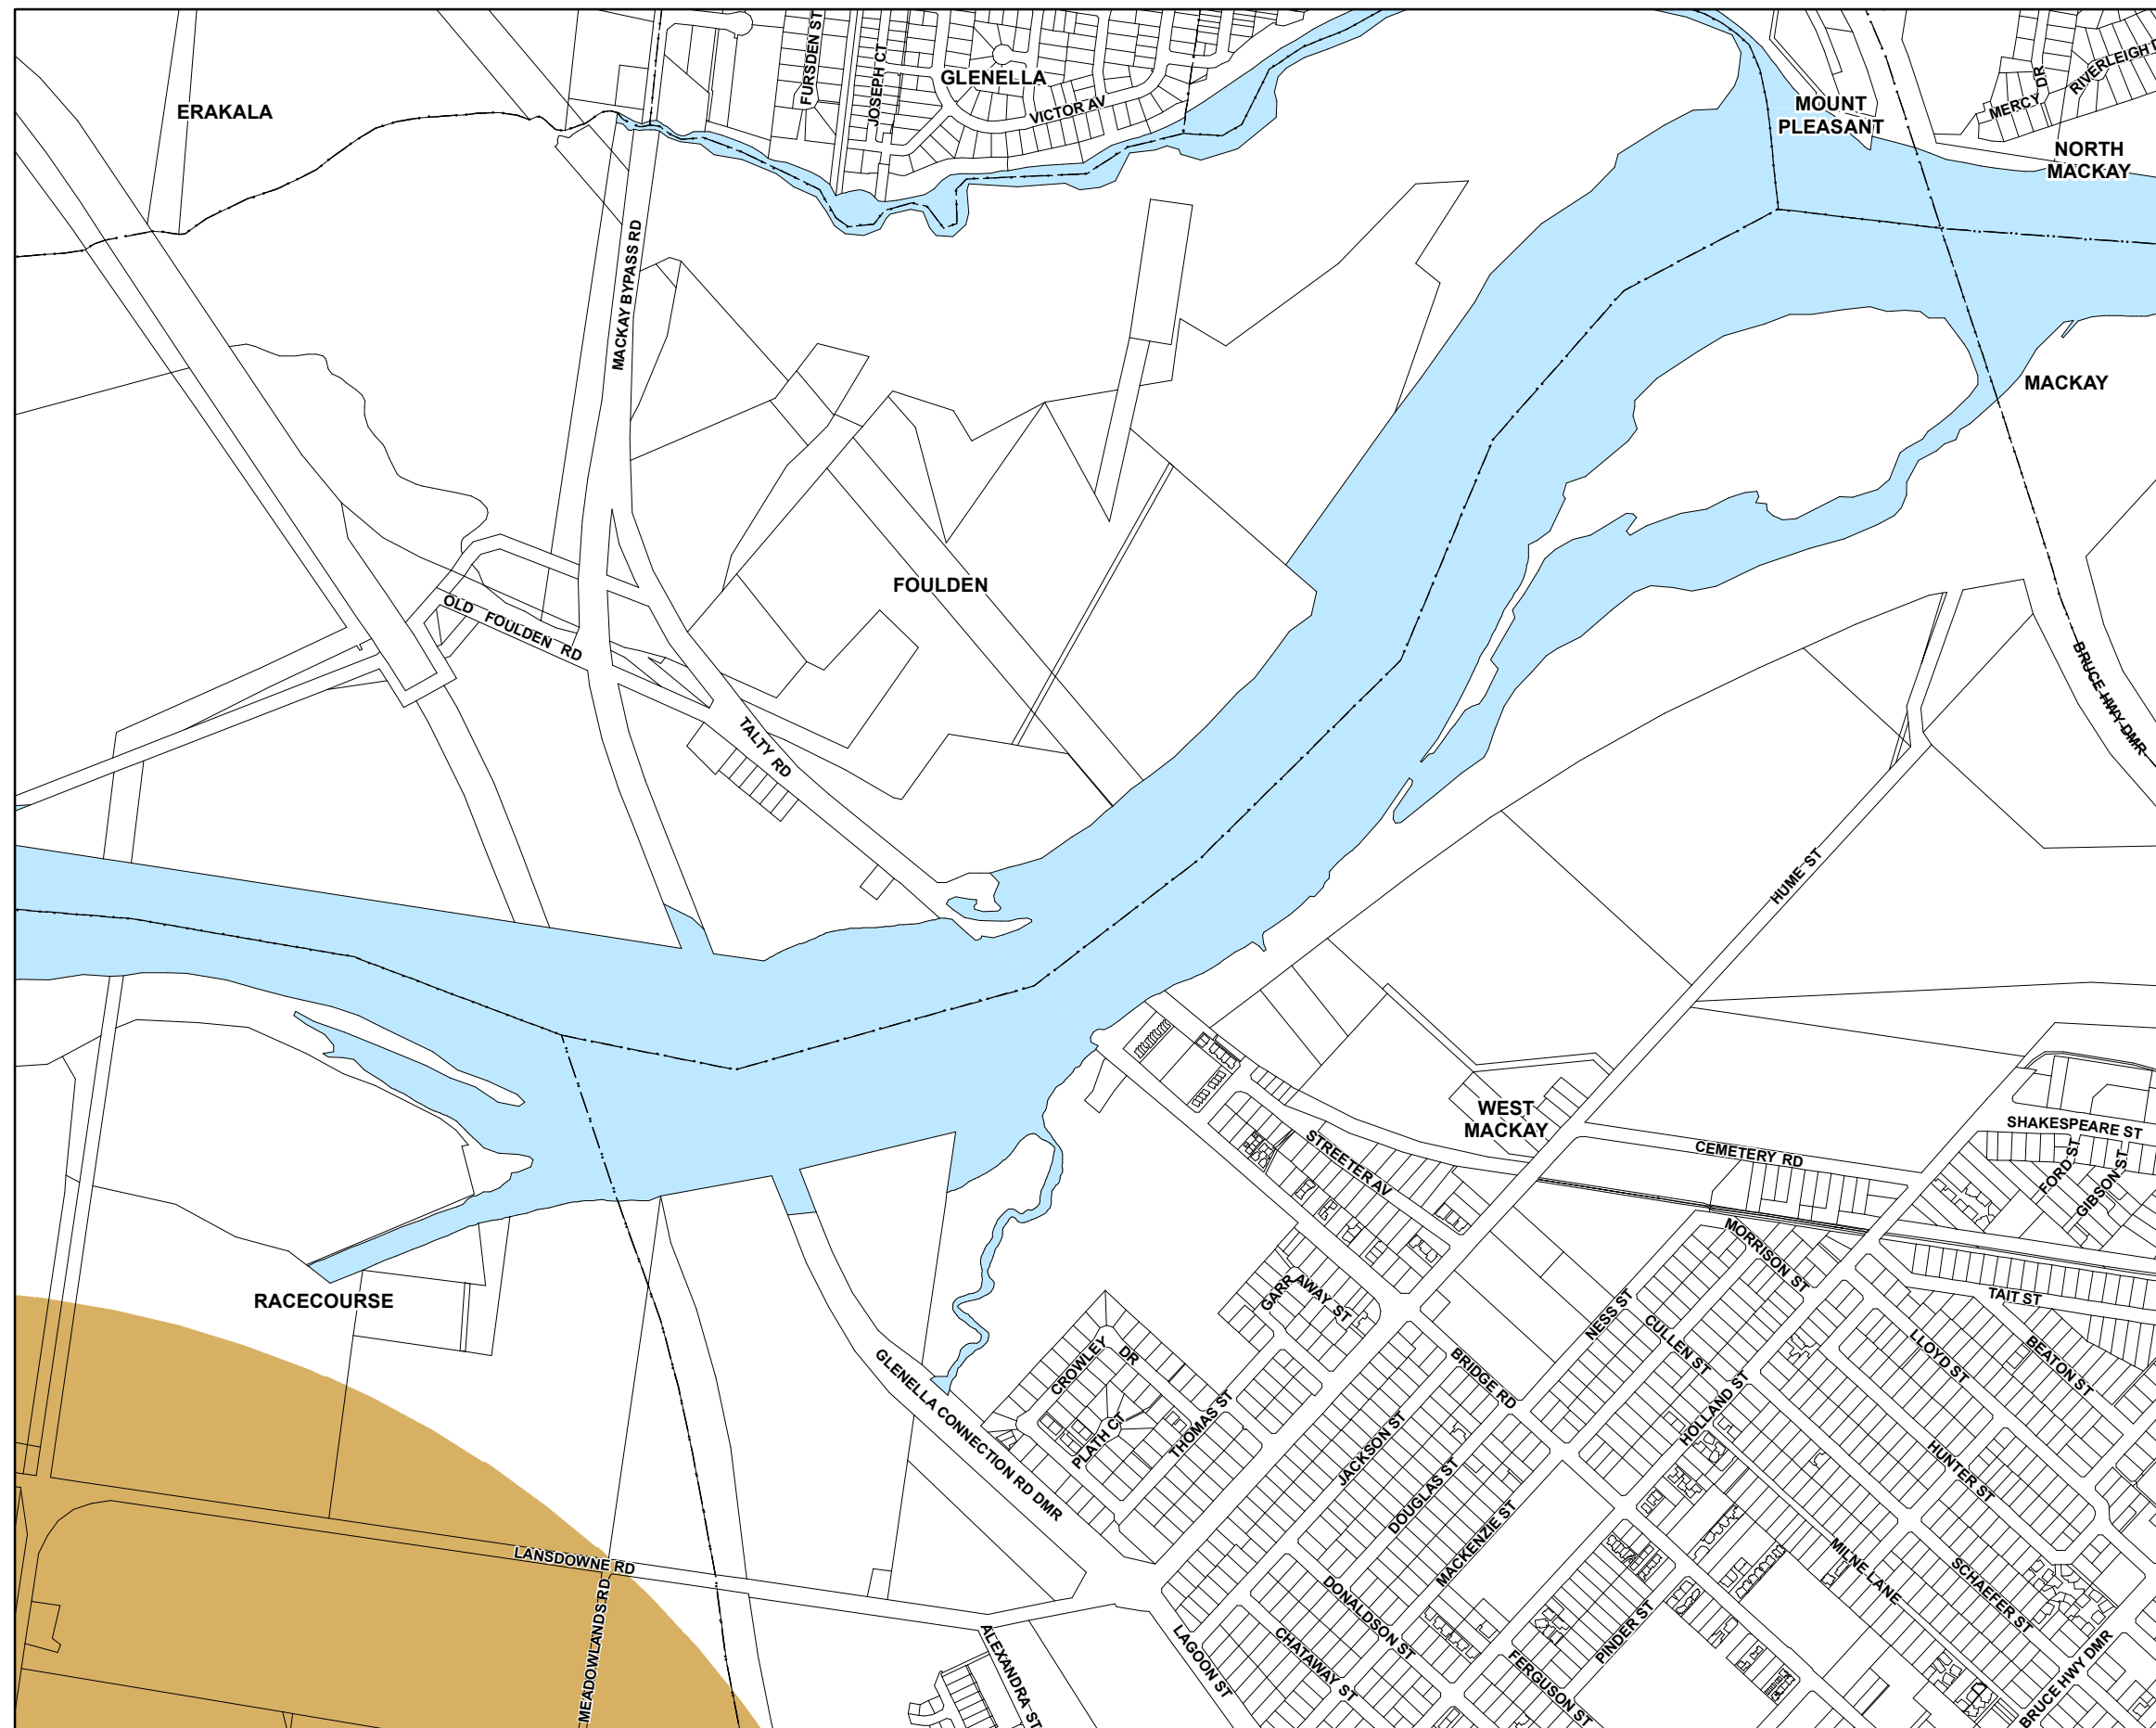 FURSDEN ST
JOSEPH CT
GLENELLA
VICTOR AV
ERAKALA
MOUNT
PLEASANT
MERCY DR
NORTH
MACKAY
MACKAY BYPASS RD
MACKAY
FOULDEN
OLD FOULDEN RD
TALTY RD
BRUCE HWY DMR
HUME ST
WEST
MACKAY
SHAKESPEARE ST
CEMETERY RD
FORD ST
GIBSON ST
STREETER AV
MORRISON ST
RACECOURSE
GARRAWAY ST
TAIT ST
NESS ST
CULLEN ST
LLOYD ST
BEATON ST
CROWLEY DR
BRIDGE RD
GLENELLA CONNECTION RD DMR
HOLLAND ST
THOMAS ST
PLATH CT
JACKSON ST
DOUGLAS ST
HUNTER ST
MACKENZIE ST
LANSDOWNE RD
MILNE LANE
SCHAEFER ST
MEADOWLANDS RD
DONALDSON ST
PINDER ST
ALEXANDRA ST
LAGOON ST
CHATAWAY ST
FERGUSON ST
BRUCE HWY DMR